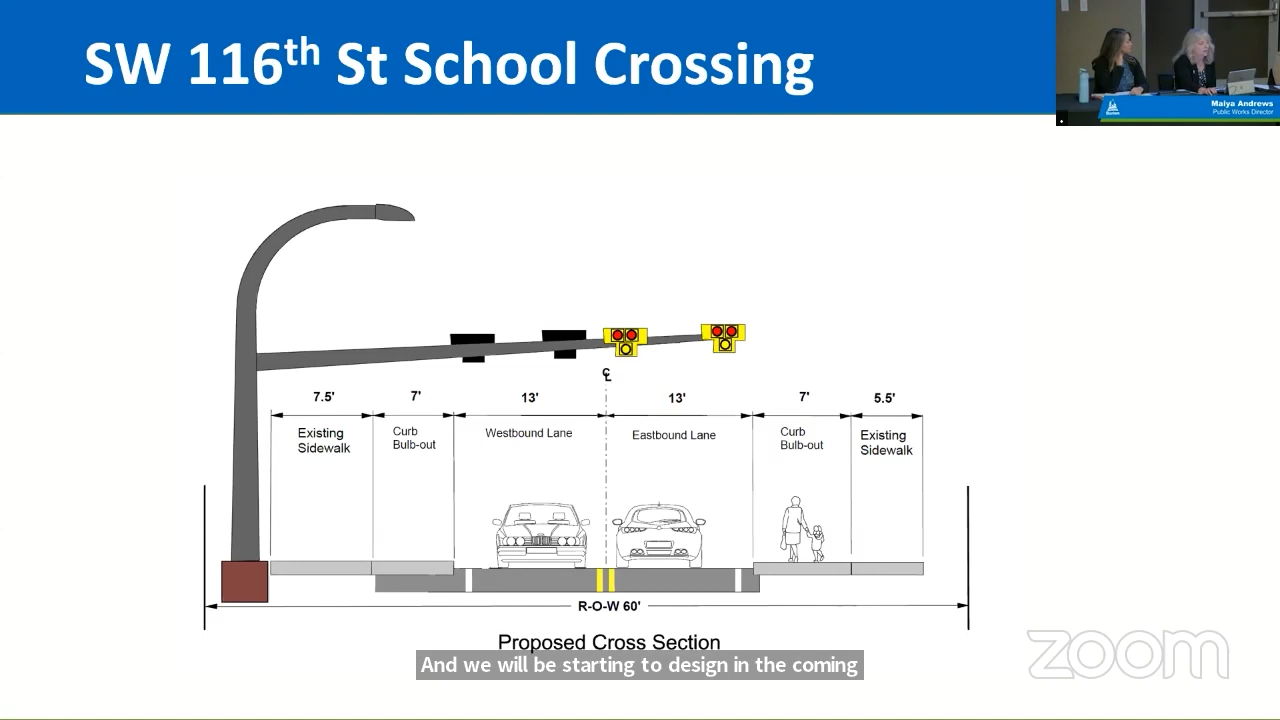 SW 116th St School Crossing
Maiya Andrews
Public Works Director
Burien
℄
7.5'
7'
13'
13'
7'
5.5'
Existing
Sidewalk
Curb
Bulb-out
Westbound Lane
Eastbound Lane
Curb
Bulb-out
Existing
Sidewalk
R-O-W 60'
Proposed Cross Section
And we will be starting to design in the coming
zoom